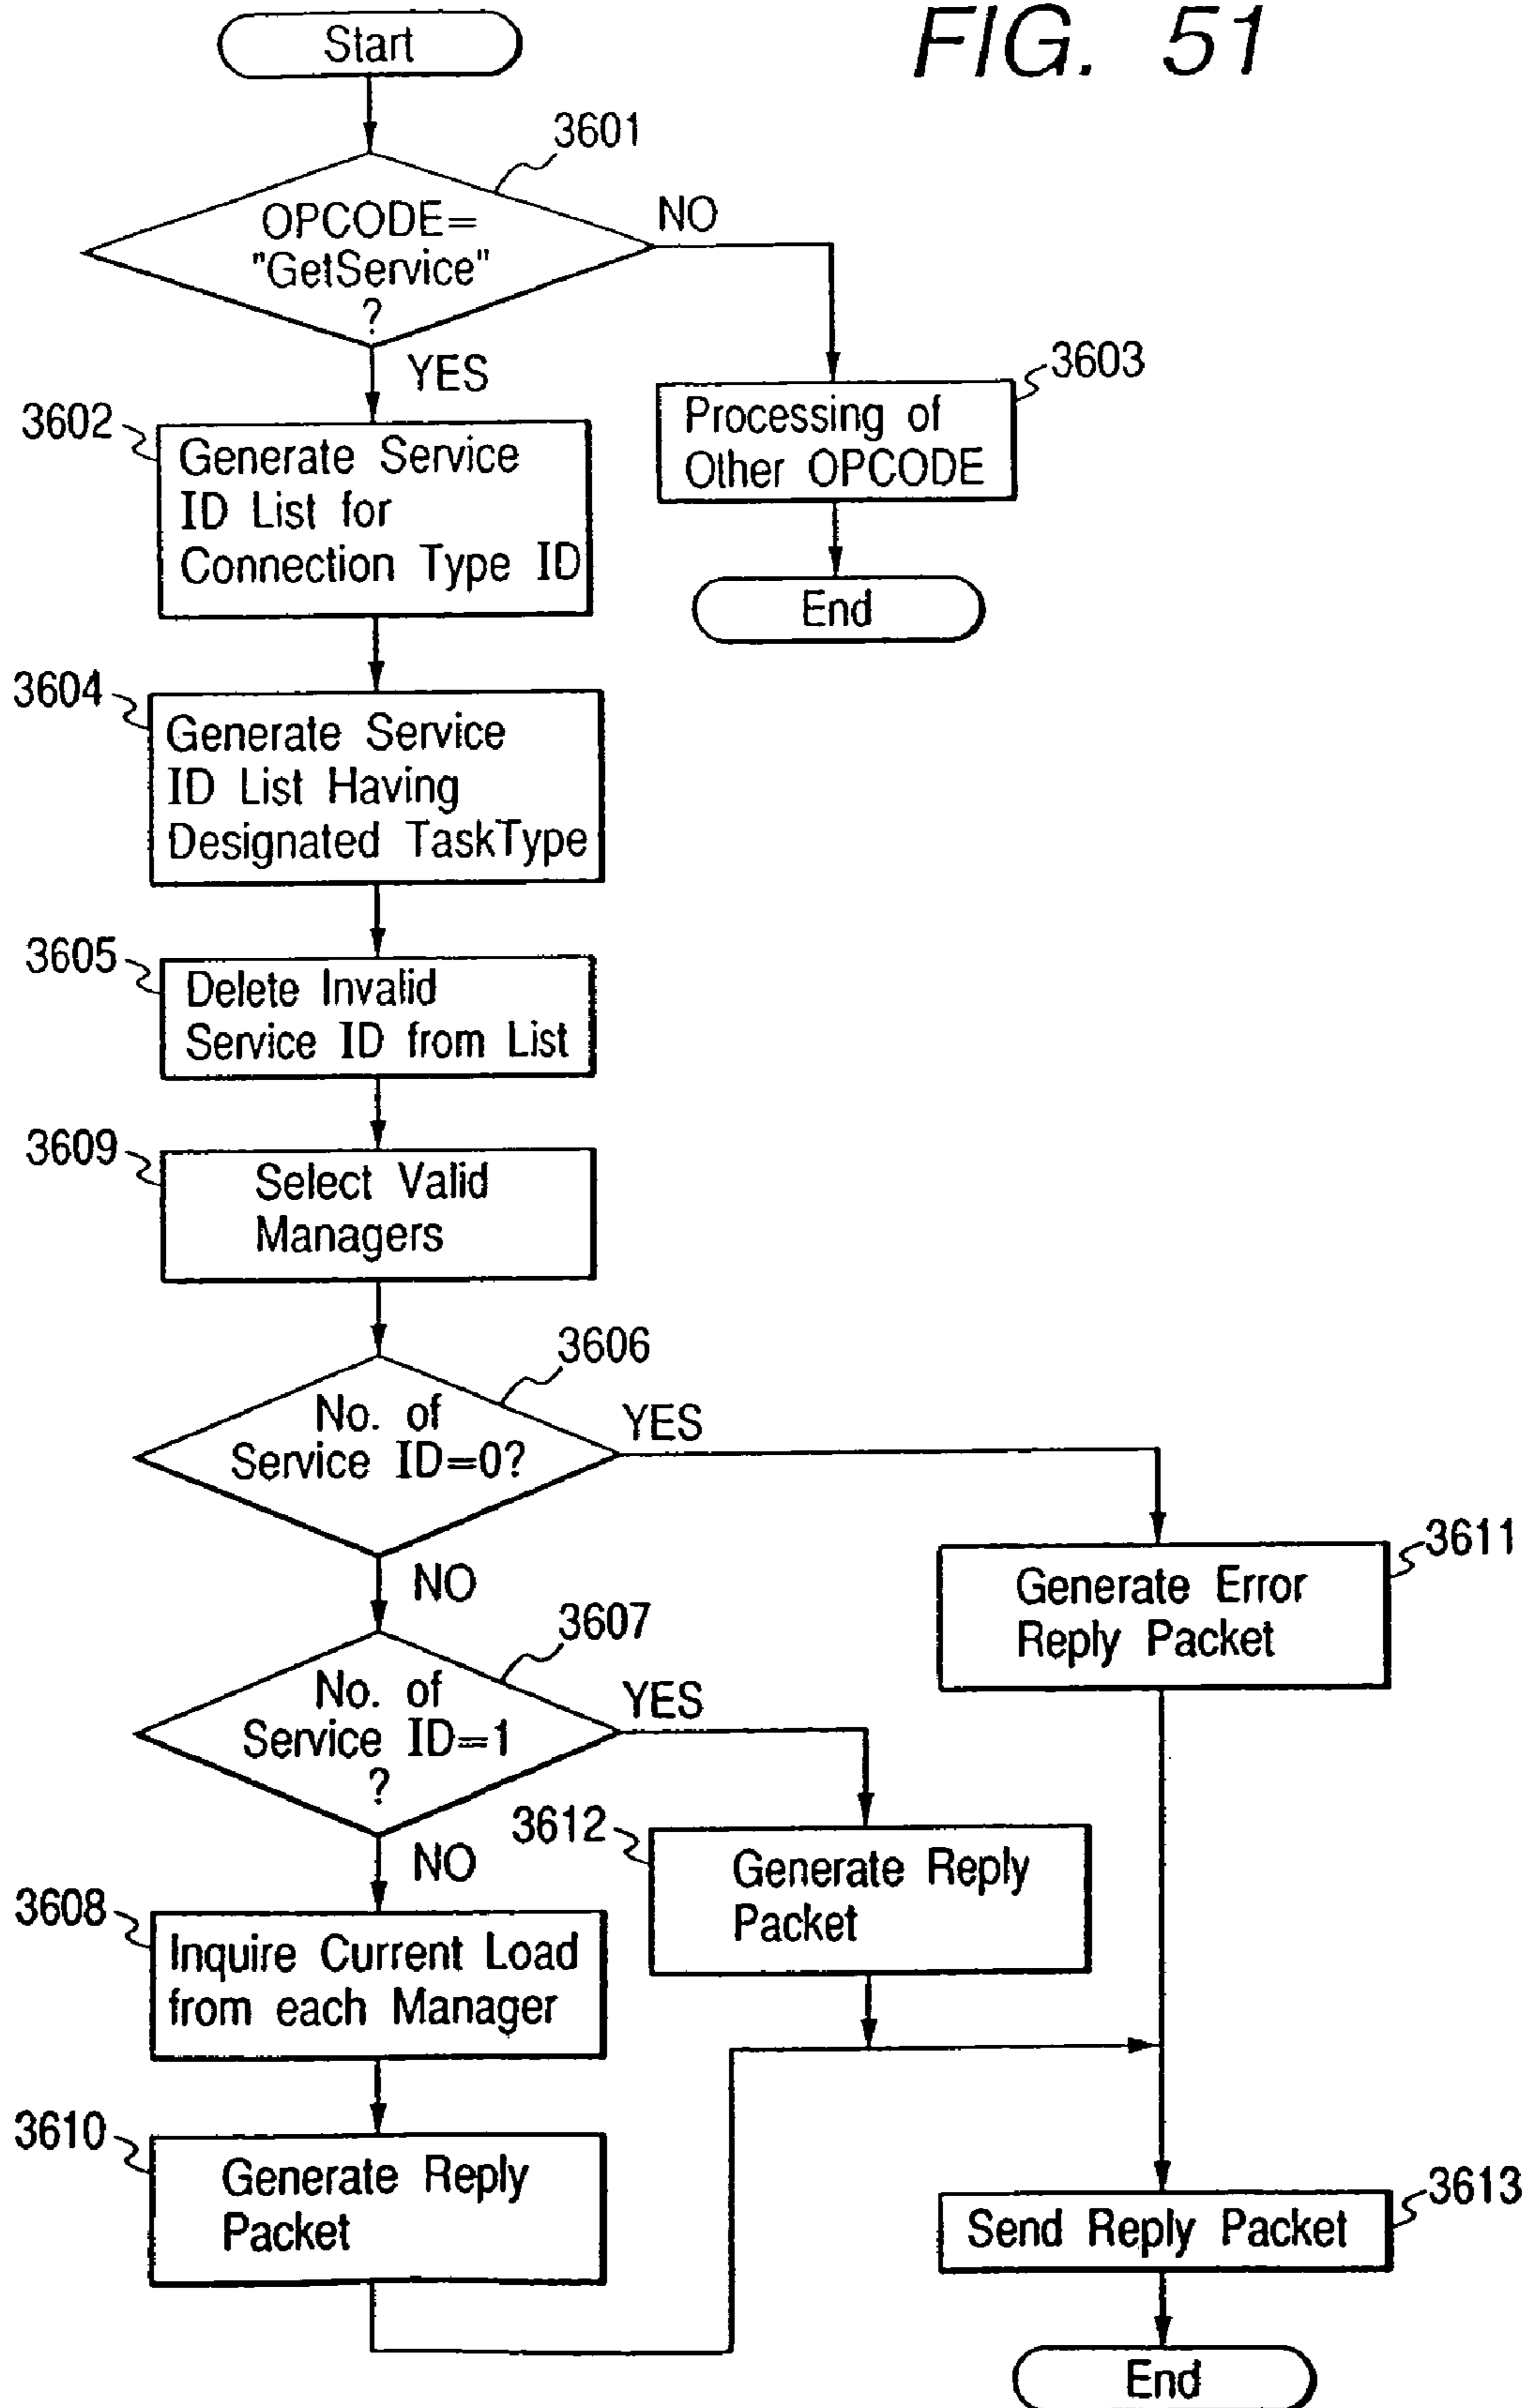 FIG. 51
Start
3601
OPCODE=
"GetService"
?
NO
YES
3603
Processing of
Other OPCODE
End
3602
Generate Service
ID List for
Connection Type ID
3604
Generate Service
ID List Having
Designated TaskType
3605
Delete Invalid
Service ID from List
3609
Select Valid
Managers
3606
No. of
Service ID=0?
YES
NO
3611
Generate Error
Reply Packet
3607
No. of
Service ID=1
?
YES
NO
3612
Generate Reply
Packet
3608
Inquire Current Load
from each Manager
3610
Generate Reply
Packet
3613
Send Reply Packet
End